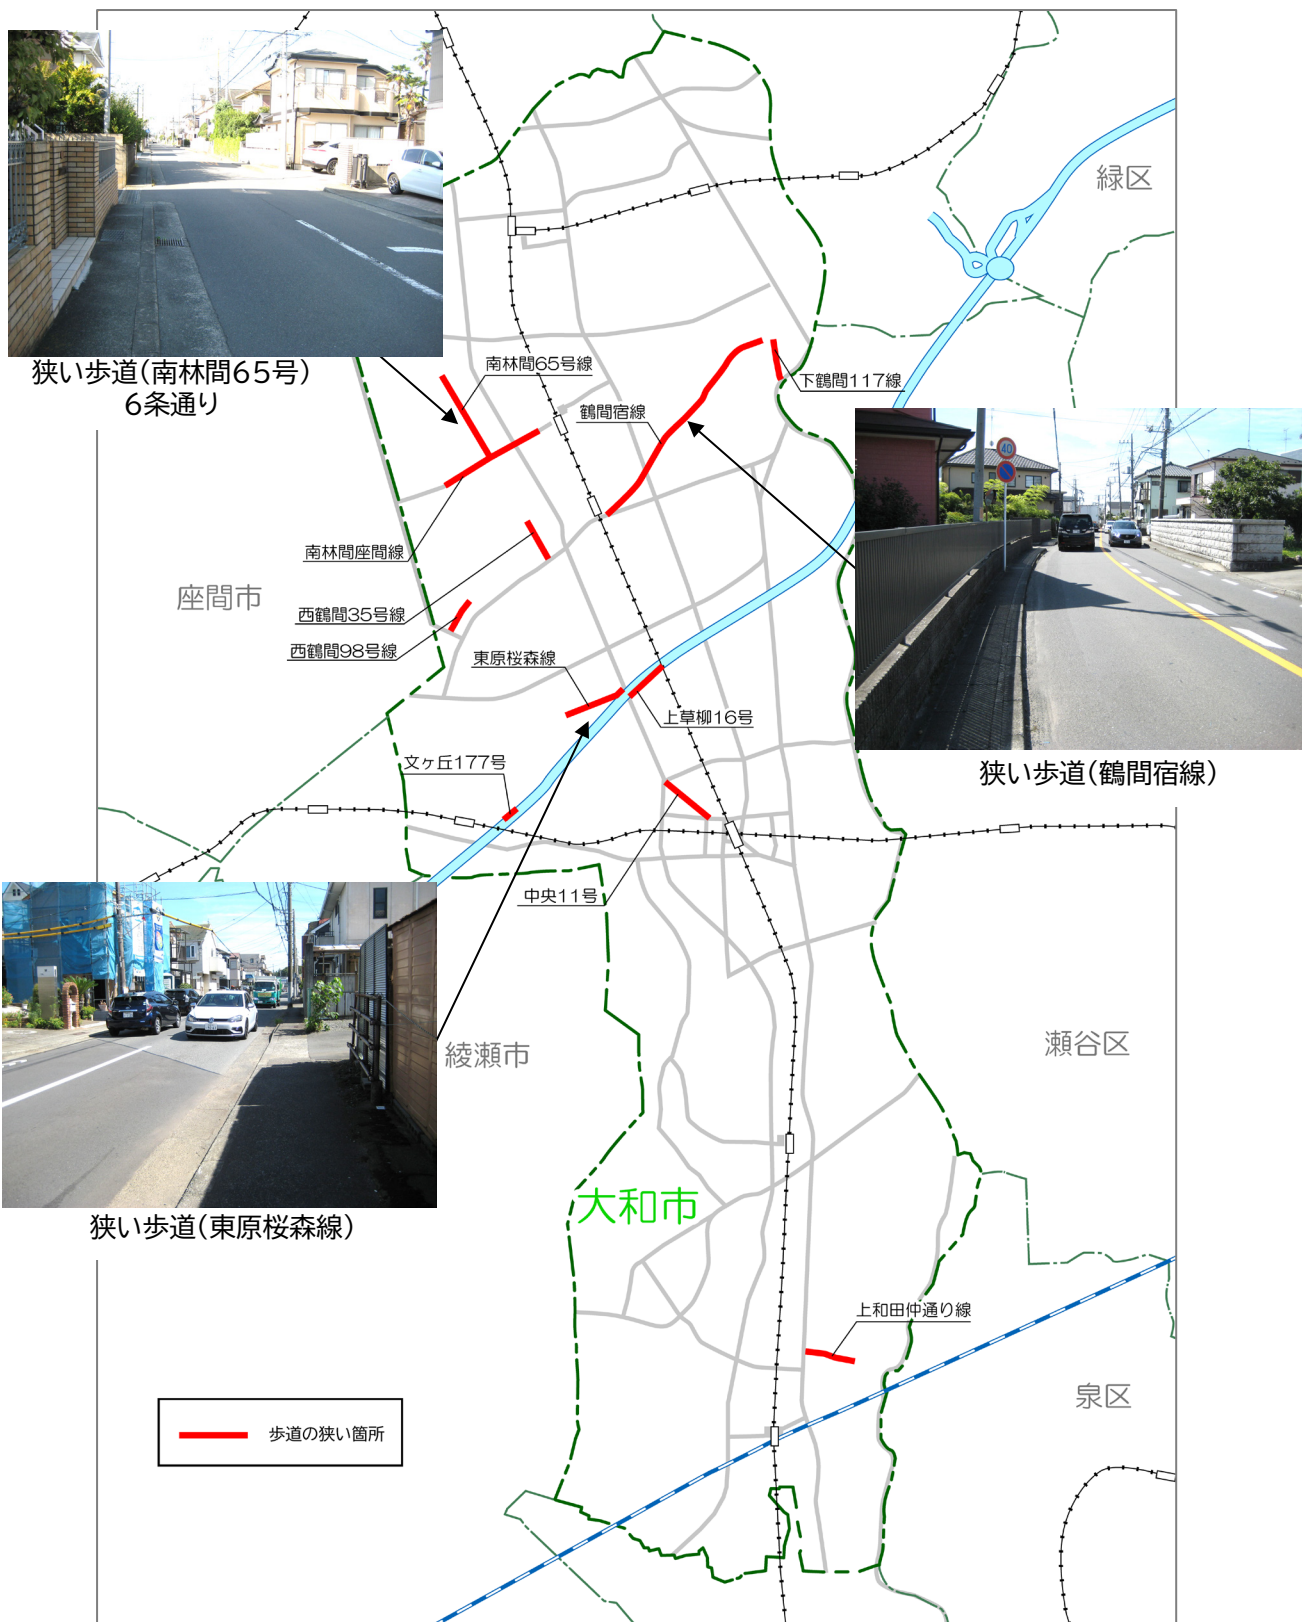 緑区
狭い歩道(南林間65号)
6条通り
南林間65号線
下鶴間117線
鶴間宿線
40
南林間座間線
座間市
西鶴間35号線
西鶴間98号線
東原桜森線
上草柳16号
狭い歩道(鶴間宿線)
文ヶ丘177号
中央11号
綾瀬市
瀬谷区
大和市
狭い歩道(東原桜森線)
上和田仲通り線
泉区
歩道の狭い箇所